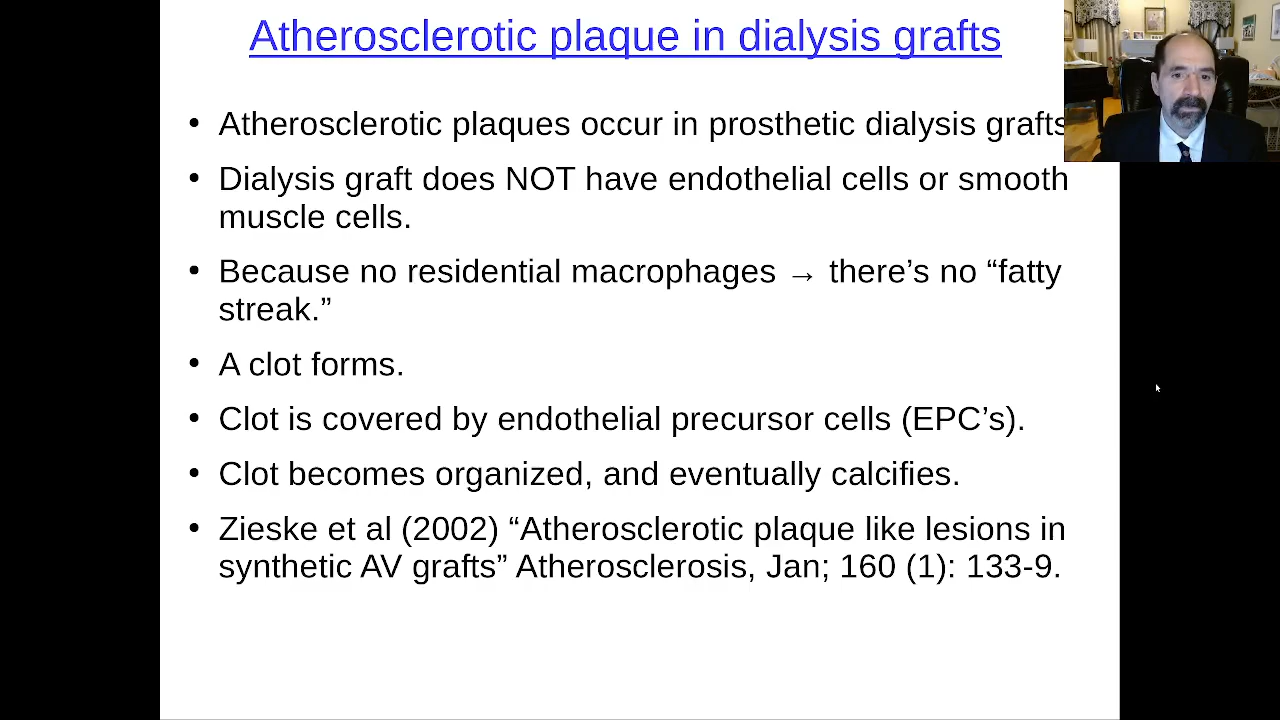 Atherosclerotic plaque in dialysis grafts
• Atherosclerotic plaques occur in prosthetic dialysis grafts
• Dialysis graft does NOT have endothelial cells or smooth
muscle cells.
• Because no residential macrophages → there’s no “fatty
streak.”
• A clot forms.
• Clot is covered by endothelial precursor cells (EPC’s).
• Clot becomes organized, and eventually calcifies.
• Zieske et al (2002) “Atherosclerotic plaque like lesions in
synthetic AV grafts” Atherosclerosis, Jan; 160 (1): 133-9.